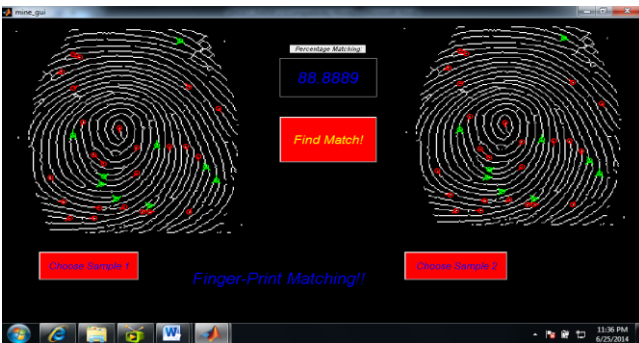 mine_gui
Percentage Matching:
88.8889
Find Match!
Choose Sample 1
Choose Sample 2
Finger-Print Matching!!
11:36 PM
6/25/2014